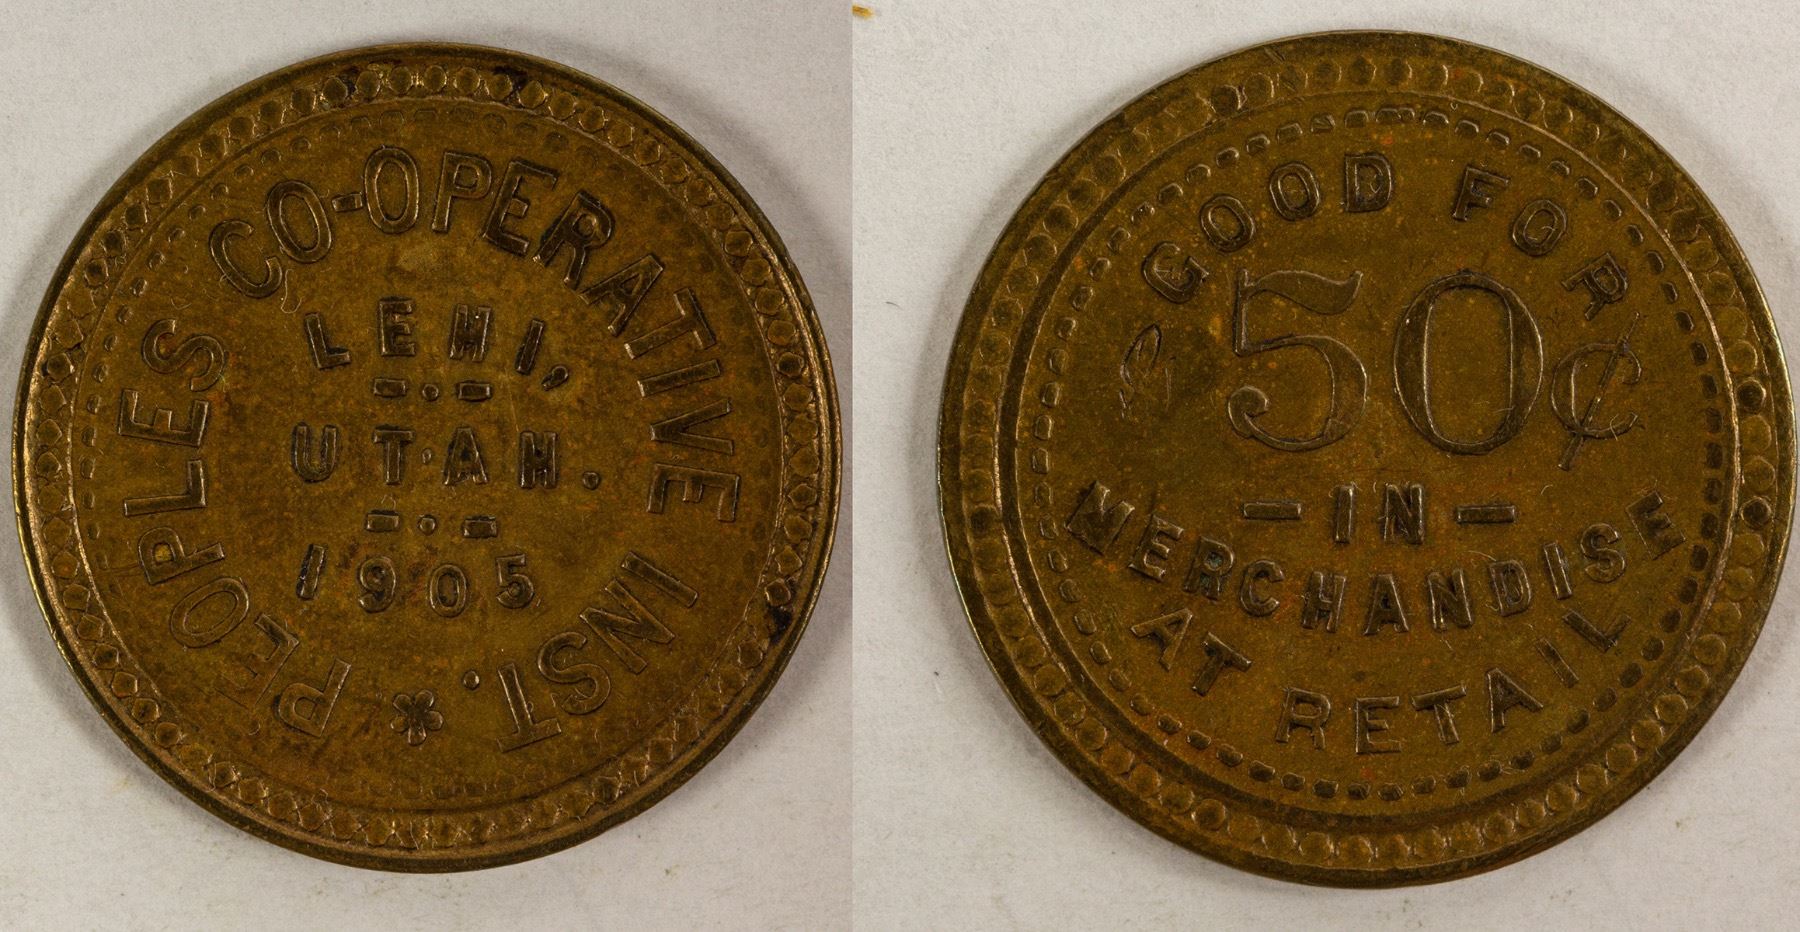 PEOPLES CO-OPERATIVE INST.
LEHI,
UTAH.
1905
GOOD FOR
50¢
IN
MERCHANDISE
AT RETAIL